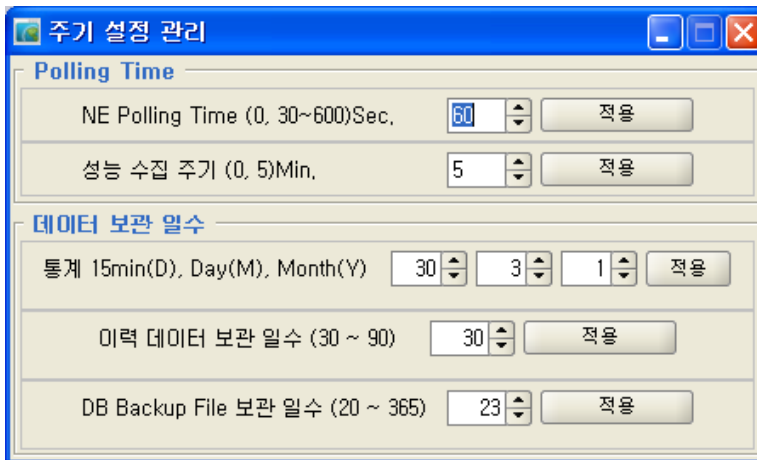 주기 설정 관리
Polling Time
NE Polling Time (0, 30~600)Sec, 60 적용
성능 수집 주기 (0, 5)Min, 5 적용
데이터 보관 일수
통계 15min(D), Day(M), Month(Y) 30 3 1 적용
이력 데이터 보관 일수 (30 ~ 90) 30 적용
DB Backup File 보관 일수 (20 ~ 365) 23 적용